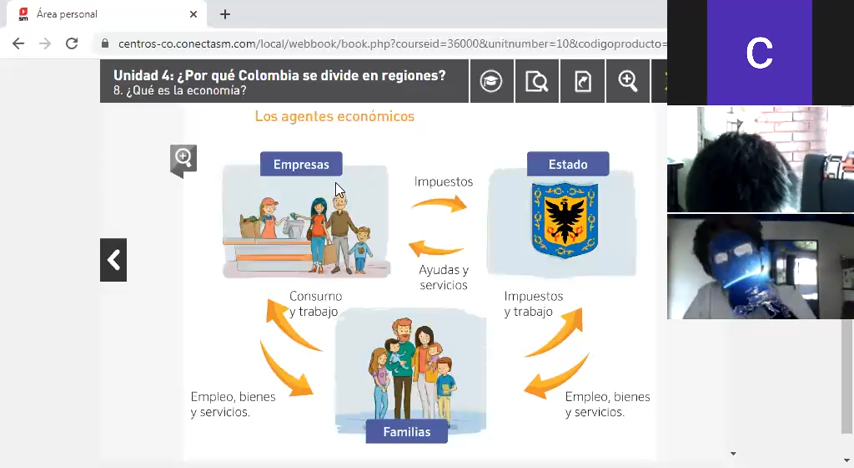 Área personal
centros-co.conectasm.com/local/webbook/book.php?courseid=36000&unitnumber=10&codigoproducto=
Unidad 4: ¿Por qué Colombia se divide en regiones?
8. ¿Qué es la economía?
Los agentes económicos
Empresas
Estado
Impuestos
Ayudas y
servicios
Consumo
y trabajo
Impuestos
y trabajo
Empleo, bienes
y servicios.
Empleo, bienes
y servicios.
Familias
C